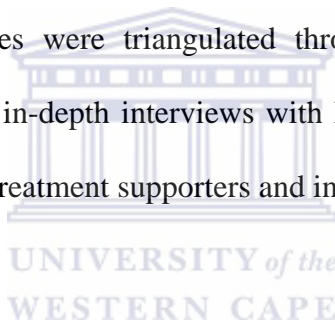 es were triangulated thro
in-depth interviews with
reatment supporters and in
UNIVERSITY of the
WESTERN CAPE